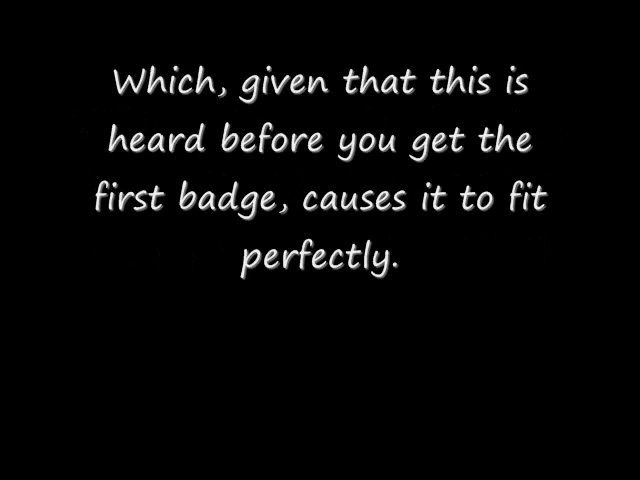 Which, given that this is
heard before you get the
first badge, causes it to fit
perfectly.